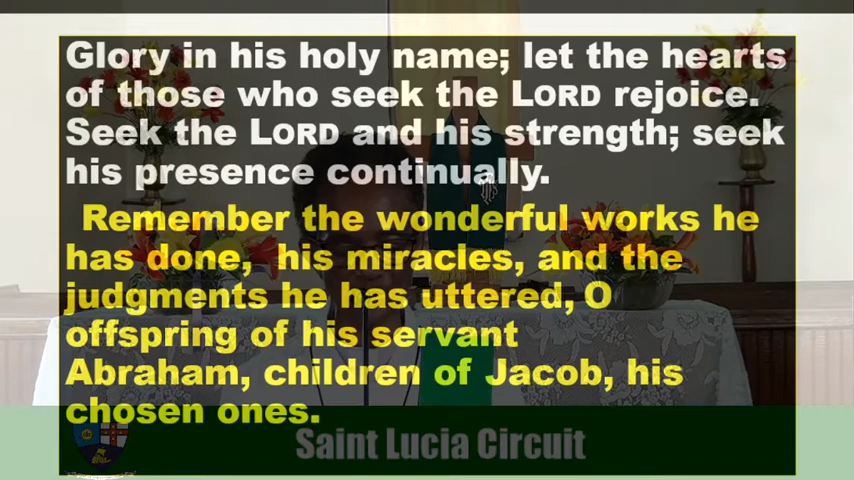 Glory in his holy name; let the hearts
of those who seek the LORD rejoice.
Seek the LORD and his strength; seek
his presence continually.
Remember the wonderful works he
has done, his miracles, and the
judgments he has uttered, O
offspring of his servant
Abraham, children of Jacob, his
chosen ones.
Saint Lucia Circuit